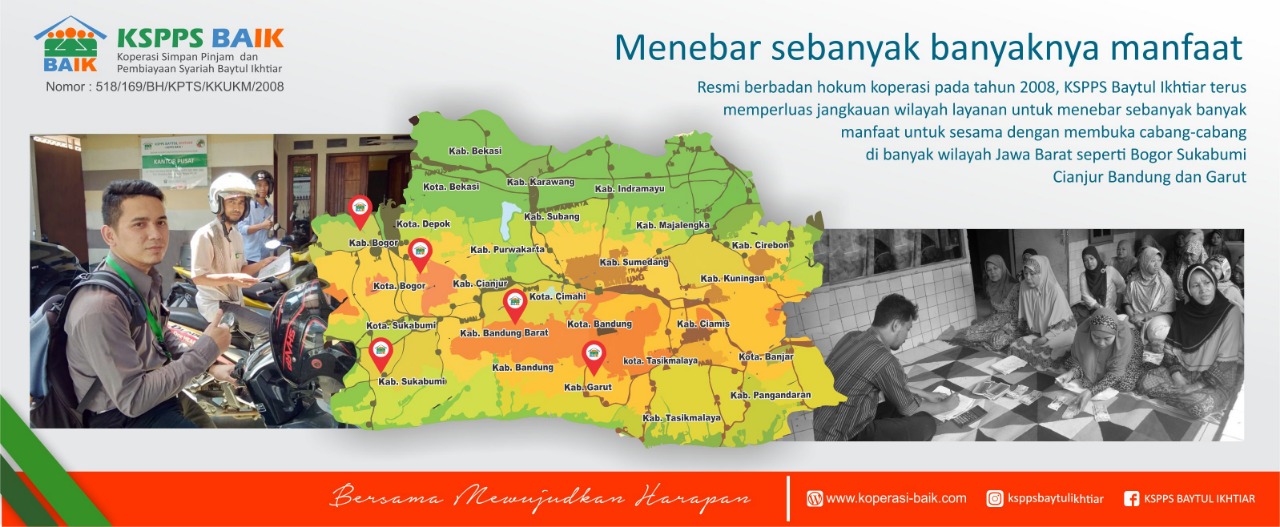 BAIK
KSPPS BAIK
Koperasi Simpan Pinjam dan
Pembiayaan Syariah Baytul Ikhtiar
Nomor : 518/169/BH/KPTS/KKUKM/2008
Menebar sebanyak banyaknya manfaat
Resmi berbadan hokum koperasi pada tahun 2008, KSPPS Baytul Ikhtiar terus
memperluas jangkauan wilayah layanan untuk menebar sebanyak banyak
manfaat untuk sesama dengan membuka cabang-cabang
di banyak wilayah Jawa Barat seperti Bogor Sukabumi
Cianjur Bandung dan Garut
KANTOR PUSAT
Kab. Bekasi
Kota. Bekasi
Kab. Karawang
Kab. Indramayu
Kab. Subang
Kota. Depok
Kab. Majalengka
Kab. Bogor
Kab. Purwakarta
Kab. Cirebon
Kab. Sumedang
Kab. Kuningan
Kota. Bogor
Kab. Cianjur
Kota. Cimahi
Kota. Sukabumi
Kab. Bandung Barat
Kota. Bandung
Kab. Ciamis
Kab. Bandung
kota. Tasikmalaya
Kota. Banjar
Kab. Sukabumi
Kab. Garut
Kab. Pangandaran
Kab. Tasikmalaya
Bersama Mewujudkan Harapan
www.koperasi-baik.com
ksppsbaytulikhtiar
KSPPS BAYTUL IKHTIAR